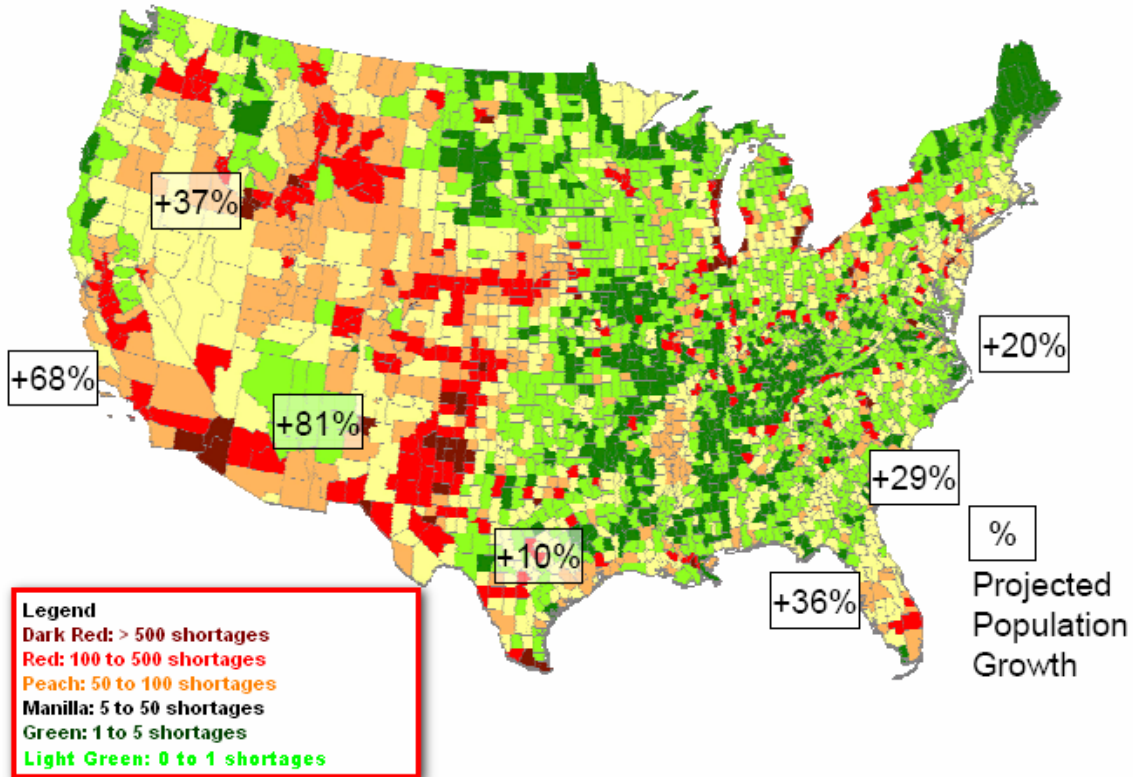 +37%
+68%
+81%
+20%
+29%
+10%
+36%
%
Projected
Population
Growth
Legend
Dark Red: > 500 shortages
Red: 100 to 500 shortages
Peach: 50 to 100 shortages
Manilla: 5 to 50 shortages
Green: 1 to 5 shortages
Light Green: 0 to 1 shortages